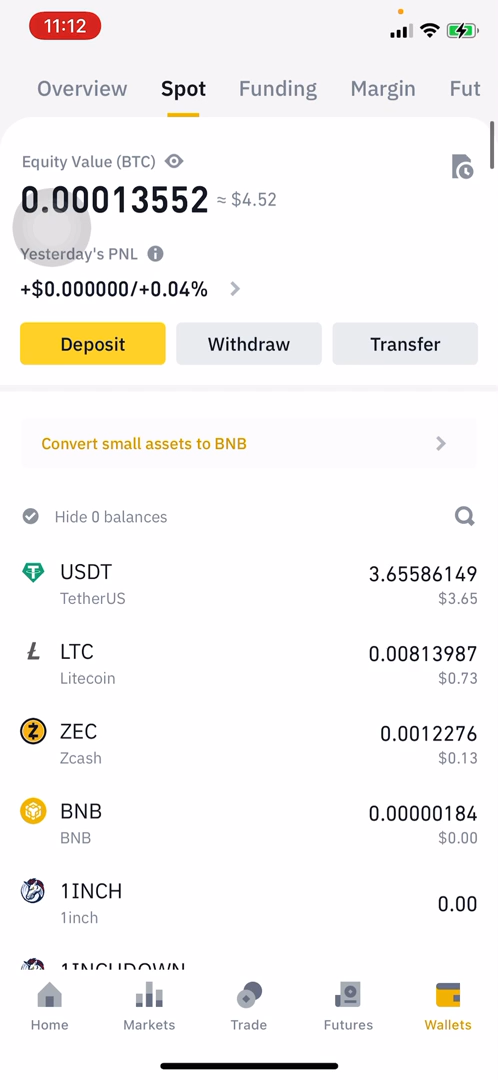 11:12
Overview Spot Funding Margin Fut
Equity Value (BTC)
0.00013552 ≈ $4.52
Yesterday's PNL
+$0.000000/+0.04%
Deposit Withdraw Transfer
Convert small assets to BNB
Hide 0 balances
USDT 3.65586149
TetherUS $3.65
LTC 0.00813987
Litecoin $0.73
ZEC 0.0012276
Zcash $0.13
BNB 0.00000184
BNB $0.00
1INCH 0.00
1inch
1INCHDOWN
Home Markets Trade Futures Wallets